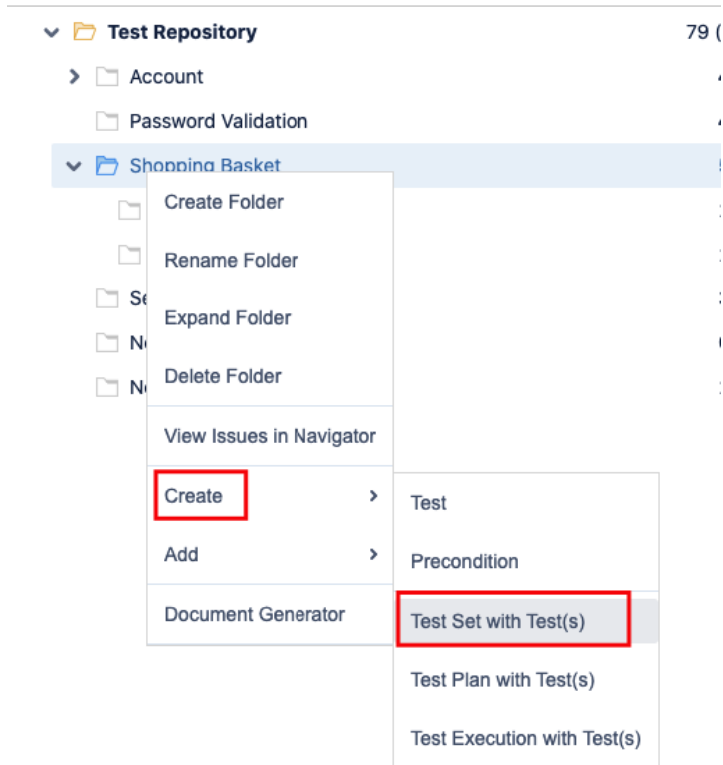 Test Repository 79 (
Account
Password Validation
Shopping Basket
Create Folder
Rename Folder
Expand Folder
Delete Folder
View Issues in Navigator
Create
Test
Add
Precondition
Document Generator
Test Set with Test(s)
Test Plan with Test(s)
Test Execution with Test(s)